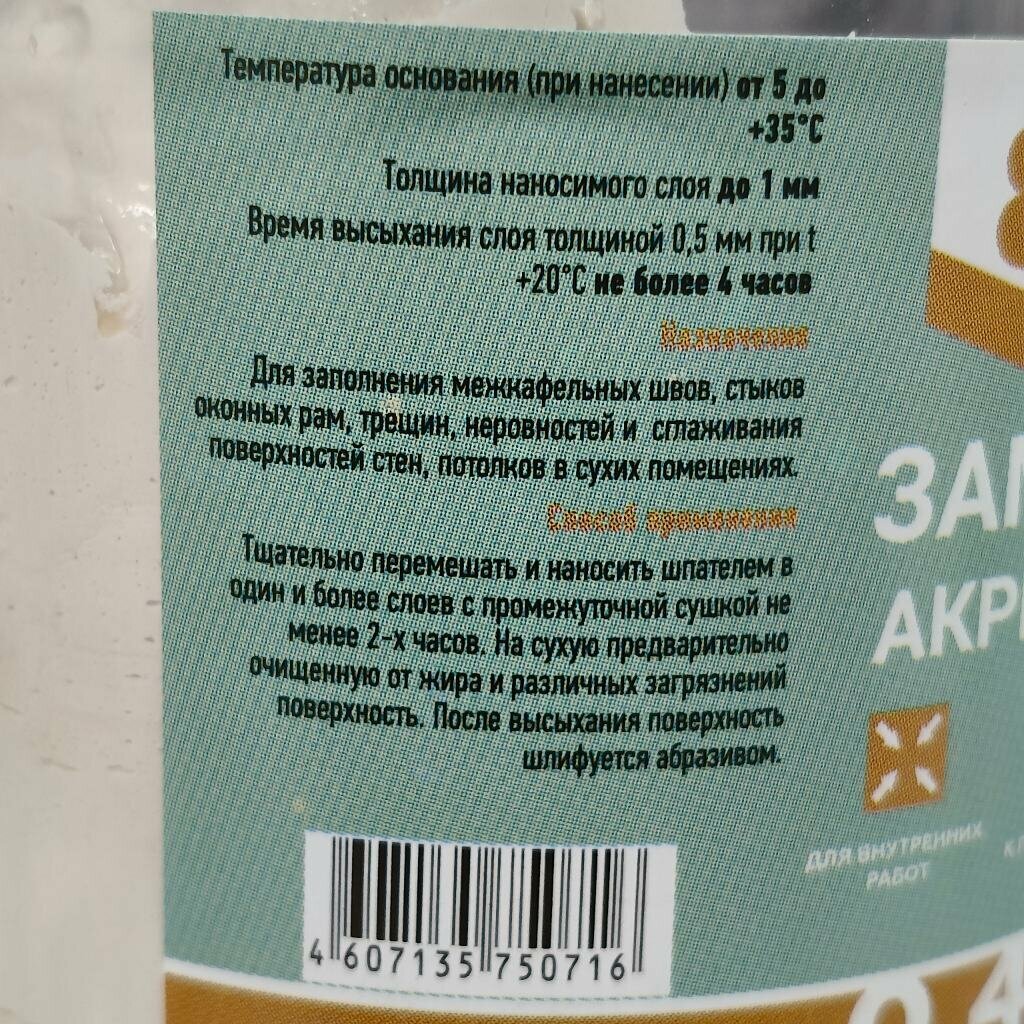 Температура основания (при нанесении) от 5 до
+35°C
Толщина наносимого слоя до 1 мм
Время высыхания слоя толщиной 0,5 мм при t
+20°C не более 4 часов
Назначение
Для заполнения межкафельных швов, стыков
оконных рам, трещин, неровностей и сглаживания
поверхностей стен, потолков в сухих помещениях.
Способ применения
Тщательно перемешать и наносить шпателем в
один и более слоев с промежуточной сушкой не
менее 2-х часов. На сухую предварительно
очищенную от жира и различных загрязнений
поверхность. После высыхания поверхность
шлифуется абразивом.
4 607135 750716
ДЛЯ ВНУТРЕННИХ
РАБОТ